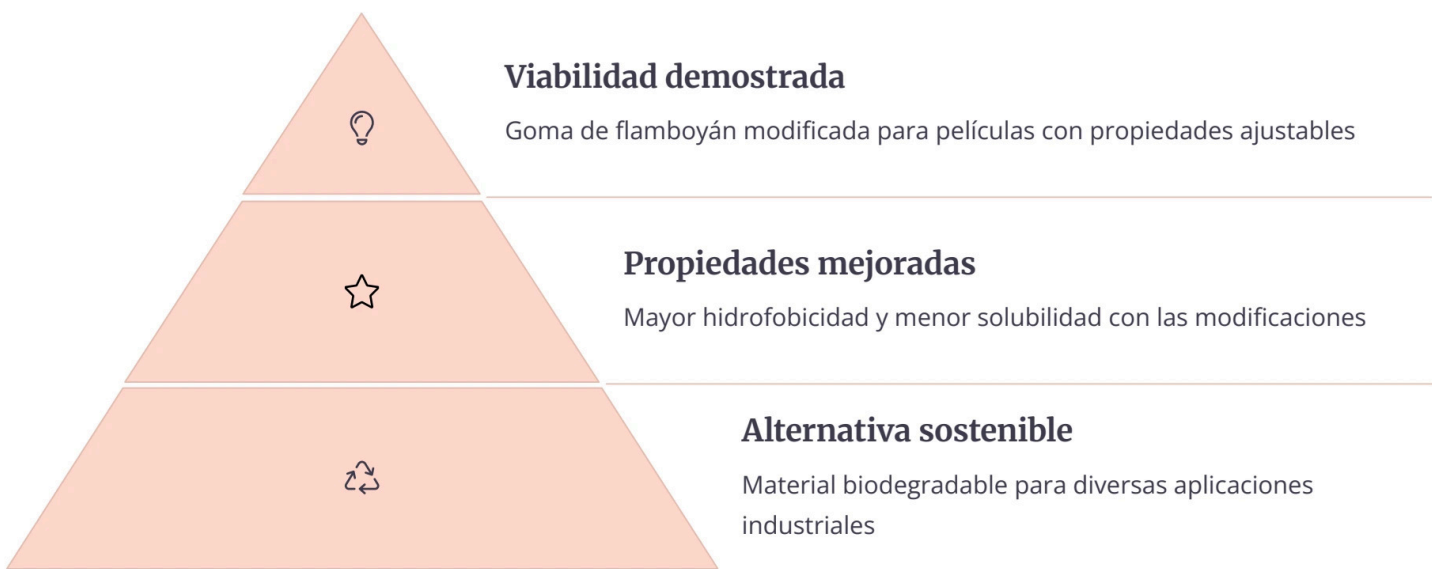 Viabilidad demostrada
Goma de flamboyán modificada para películas con propiedades ajustables
Propiedades mejoradas
Mayor hidrofobicidad y menor solubilidad con las modificaciones
Alternativa sostenible
Material biodegradable para diversas aplicaciones
industriales